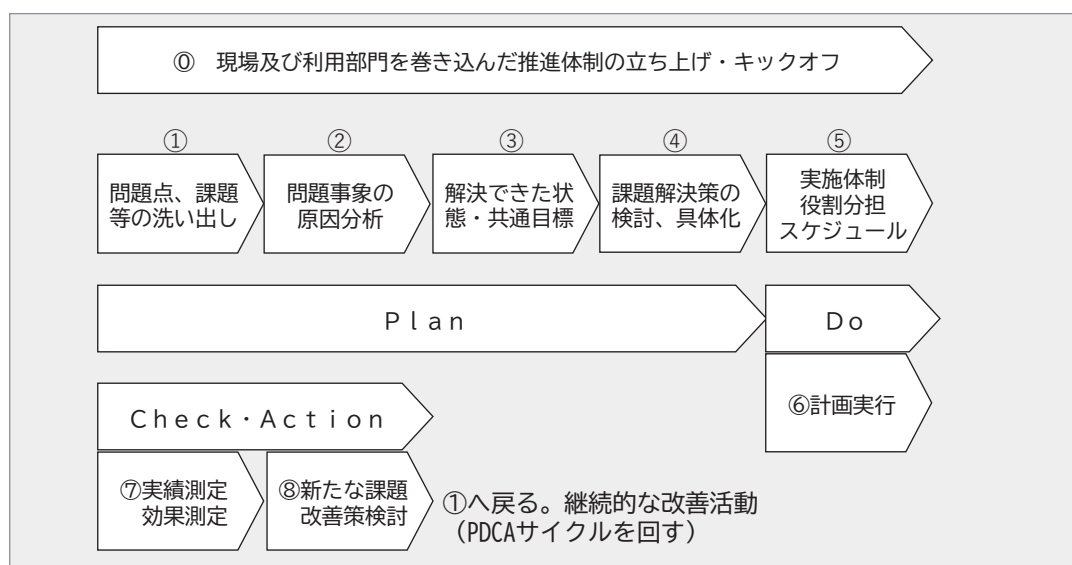 ⓪ 現場及び利用部門を巻き込んだ推進体制の立ち上げ・キックオフ
①
問題点、課題
等の洗い出し
②
問題事象の
原因分析
③
解決できた状
態・共通目標
④
課題解決策の
検討、具体化
⑤
実施体制
役割分担
スケジュール
Ｐｌａｎ
Ｄｏ
⑥計画実行
Ｃｈｅｃｋ・Ａｃｔｉｏｎ
⑦実績測定
効果測定
⑧新たな課題
改善策検討
①へ戻る。継続的な改善活動
（PDCAサイクルを回す）